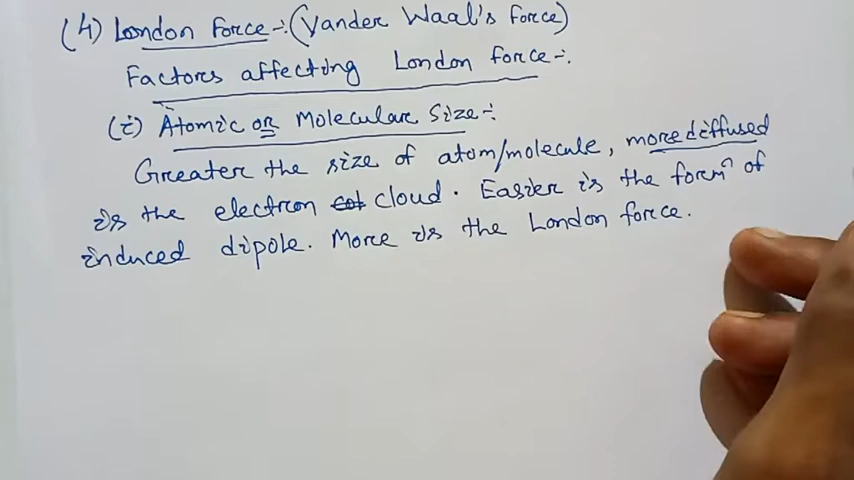 (4) London Force -: (Vander Waal's Force)
Factors affecting London force -:
(i) Atomic or Molecular Size -:
Greater the size of atom/molecule, more diffused
is the electron cloud. Easier is the formⁿ of
induced dipole. More is the London force.